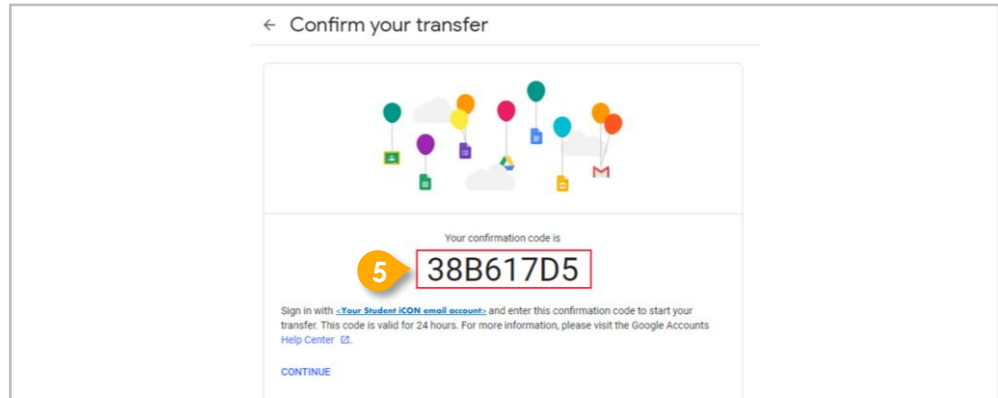 ← Confirm your transfer
Your confirmation code is
5
38B617D5
Sign in with <Your Student iCON email account> and enter this confirmation code to start your
transfer. This code is valid for 24 hours. For more information, please visit the Google Accounts
Help Center.
CONTINUE